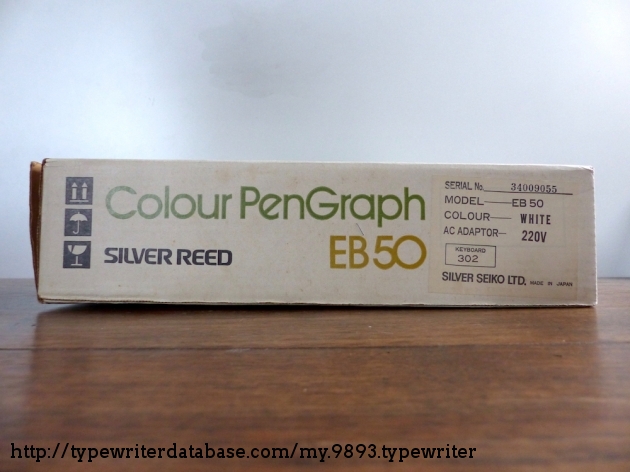 Colour PenGraph
SILVER REED EB50
SERIAL No. 34009055
MODEL — EB 50
COLOUR — WHITE
AC ADAPTOR — 220V
KEYBOARD
302
SILVER SEIKO LTD. MADE IN JAPAN
http://typewriterdatabase.com/my.9893.typewriter